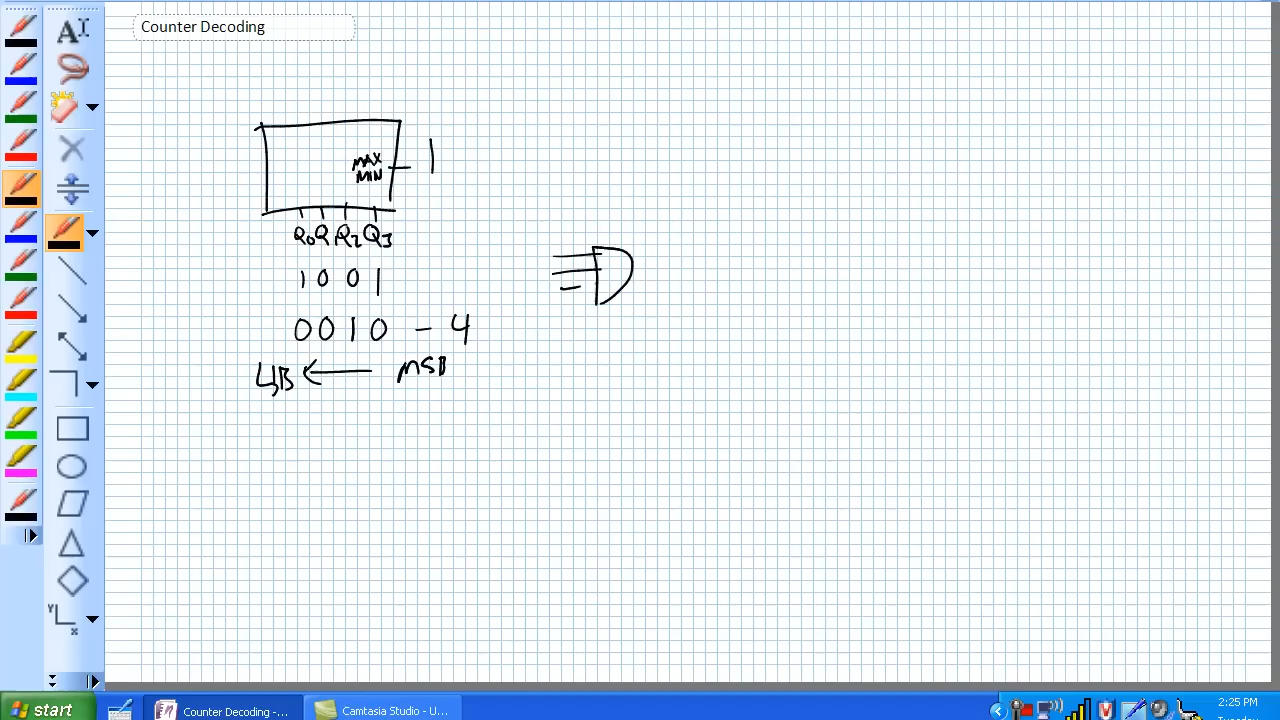 Counter Decoding
MAX
MIN
1
Q0 Q1 Q2 Q3
1 0 0 1
0 0 1 0 - 4
LSB ← MSB
start
Counter Decoding -...
Camtasia Studio - U...
2:25 PM
Tuesday